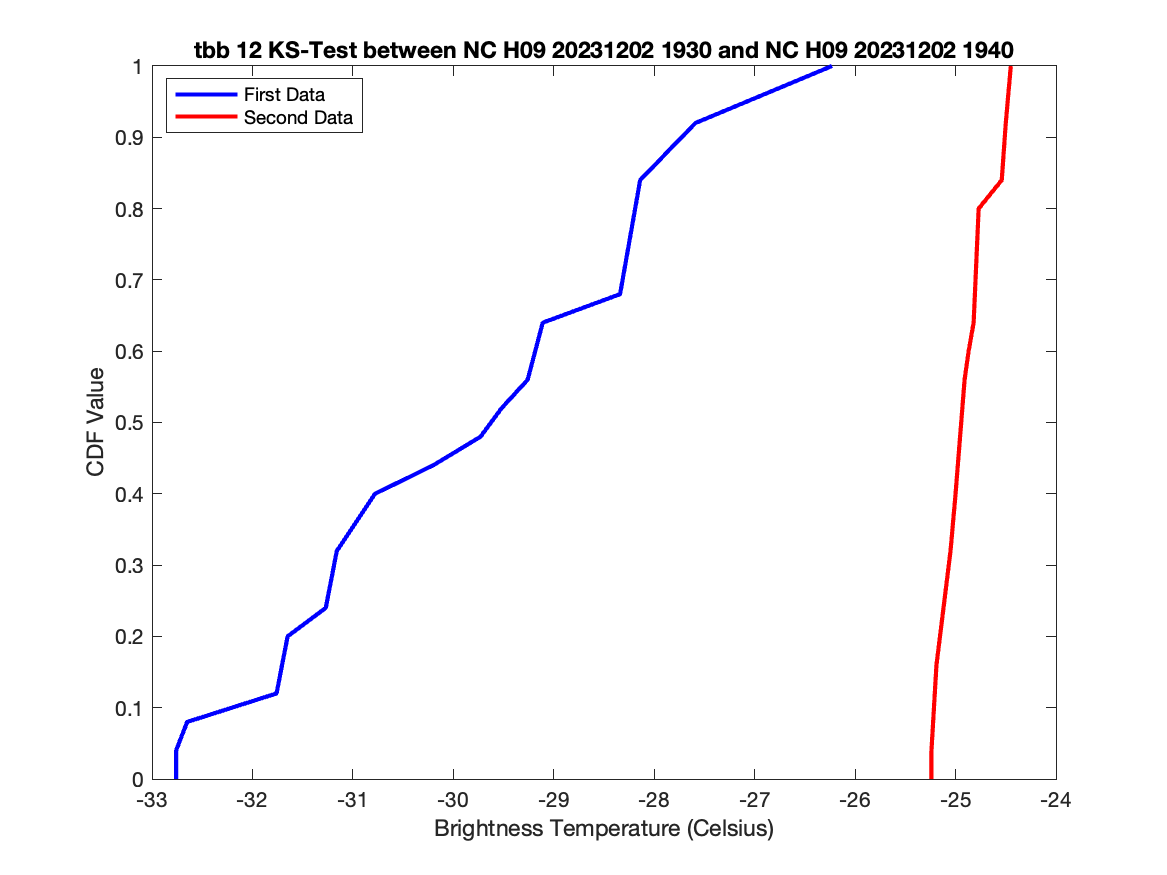 tbb 12 KS-Test between NC H09 20231202 1930 and NC H09 20231202 1940
First Data
Second Data
1
0.9
0.8
0.7
0.6
0.5
0.4
0.3
0.2
0.1
0
CDF Value
-33 -32 -31 -30 -29 -28 -27 -26 -25 -24
Brightness Temperature (Celsius)